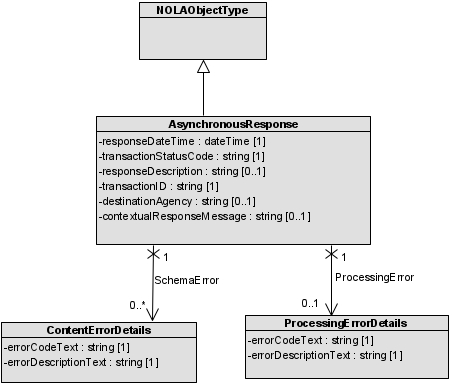 NOLAObjectType
AsynchronousResponse
-responseDateTime : dateTime [1]
-transactionStatusCode : string [1]
-responseDescription : string [0..1]
-transactionID : string [1]
-destinationAgency : string [0..1]
-contextualResponseMessage : string [0..1]
1
SchemaError
0..*
1
ProcessingError
0..1
ContentErrorDetails
-errorCodeText : string [1]
-errorDescriptionText : string [1]
ProcessingErrorDetails
-errorCodeText : string [1]
-errorDescriptionText : string [1]